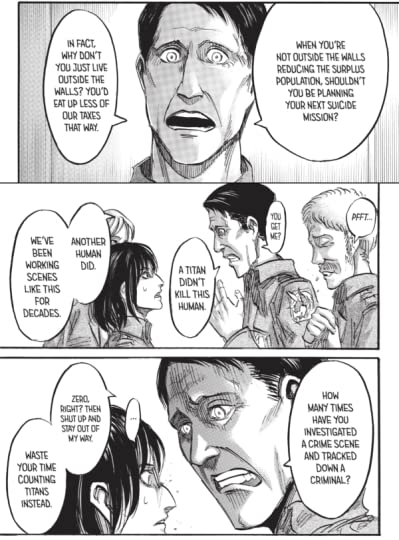 WHEN YOU'RE
NOT OUTSIDE THE WALLS
REDUCING THE SURPLUS
POPULATION, SHOULDN'T
YOU BE PLANNING
YOUR NEXT SUICIDE
MISSION?
IN FACT,
WHY DON'T
YOU JUST LIVE
OUTSIDE THE
WALLS? YOU'D
EAT UP LESS OF
OUR TAXES
THAT WAY.
PFFT...
YOU
GET
ME?
A TITAN
DIDN'T
KILL THIS
HUMAN.
ANOTHER
HUMAN
DID.
WE'VE
BEEN
WORKING
SCENES
LIKE THIS
FOR
DECADES.
HOW
MANY TIMES
HAVE YOU
INVESTIGATED
A CRIME SCENE
AND TRACKED
DOWN A
CRIMINAL?
...
ZERO,
RIGHT? THEN
SHUT UP AND
STAY OUT OF
MY WAY.
WASTE
YOUR TIME
COUNTING
TITANS
INSTEAD.